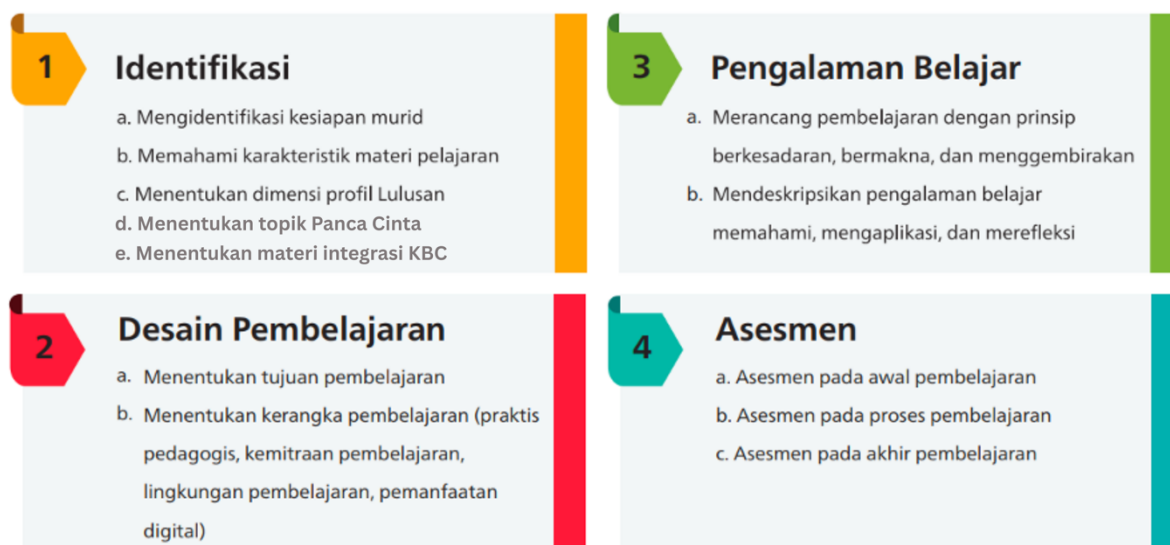 1
Identifikasi
a. Mengidentifikasi kesiapan murid
b. Memahami karakteristik materi pelajaran
c. Menentukan dimensi profil Lulusan
d. Menentukan topik Panca Cinta
e. Menentukan materi integrasi KBC
2
Desain Pembelajaran
a. Menentukan tujuan pembelajaran
b. Menentukan kerangka pembelajaran (praktis
pedagogis, kemitraan pembelajaran,
lingkungan pembelajaran, pemanfaatan
digital)
3
Pengalaman Belajar
a. Merancang pembelajaran dengan prinsip
berkesadaran, bermakna, dan menggembirakan
b. Mendeskripsikan pengalaman belajar
memahami, mengaplikasi, dan merefleksi
4
Asesmen
a. Asesmen pada awal pembelajaran
b. Asesmen pada proses pembelajaran
c. Asesmen pada akhir pembelajaran